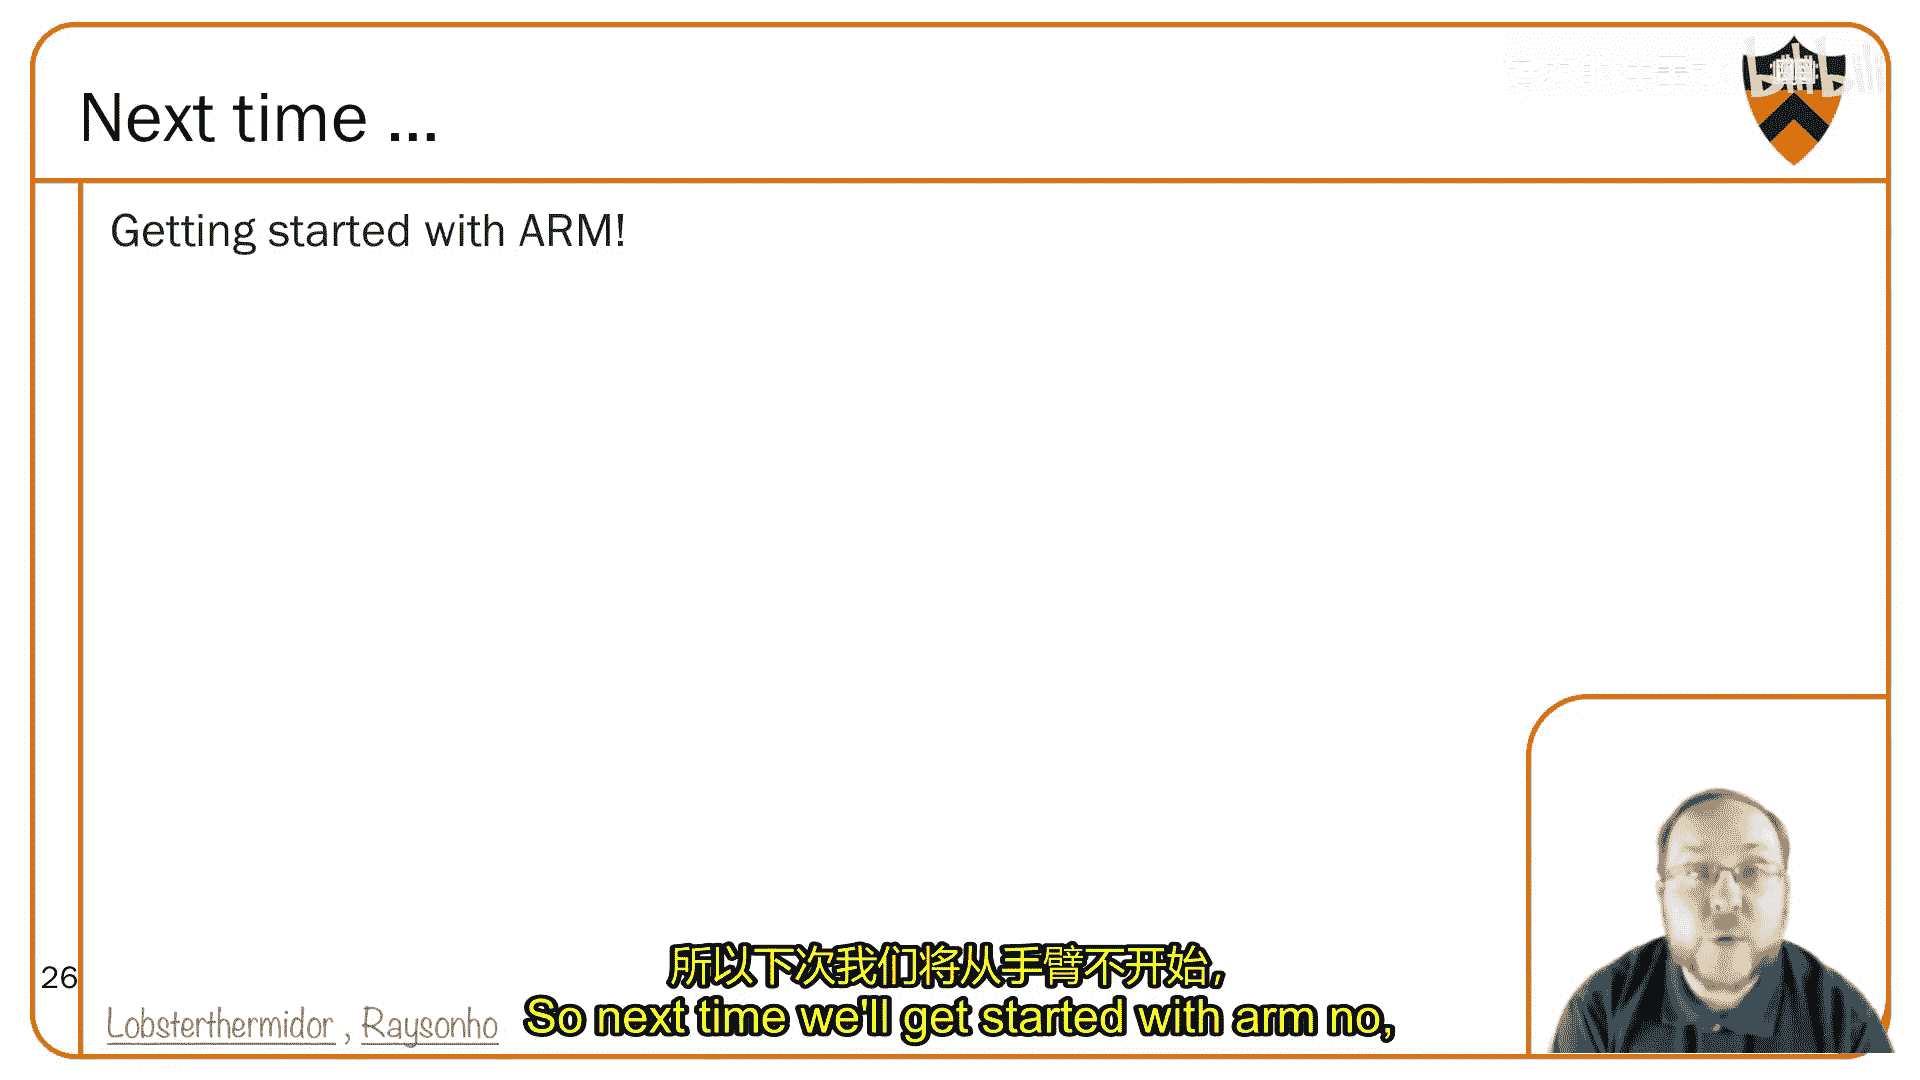 Next time ...
Getting started with ARM!
26
Lobsterthermidor , Raysonho
所以下次我们将从手臂不开始,
So next time we'll get started with arm no,
bilibili